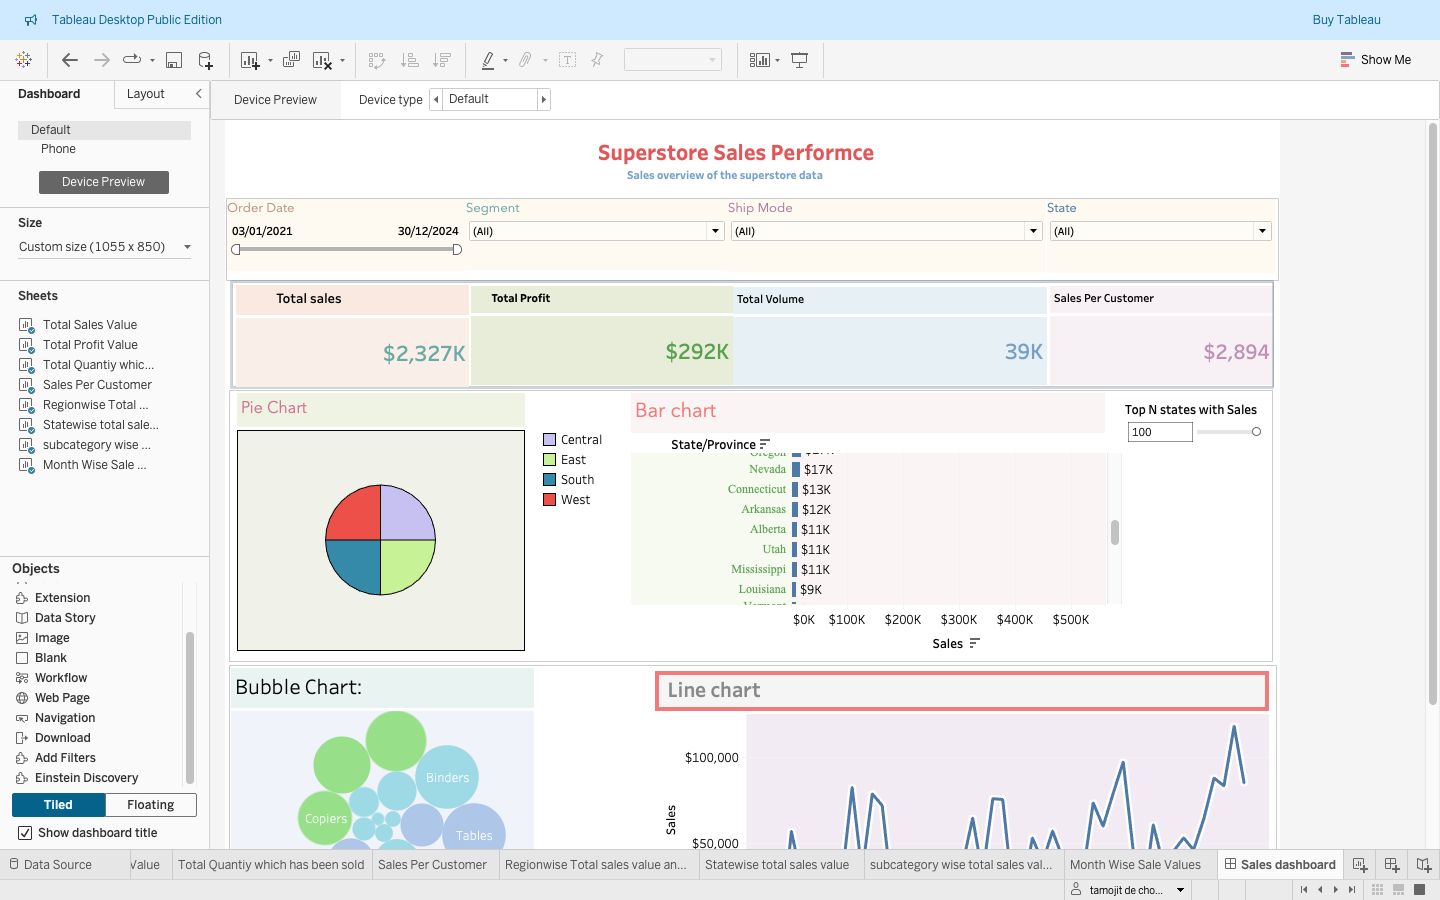 Tableau Desktop Public Edition
Buy Tableau
Show Me
Dashboard
Layout
Device Preview
Device type
Default
Default
Phone
Device Preview
Size
Custom size (1055 x 850)
Sheets
Total Sales Value
Total Profit Value
Total Quantiy whic...
Sales Per Customer
Regionwise Total ...
Statewise total sale...
subcategory wise ...
Month Wise Sale ...
Objects
Extension
Data Story
Image
Blank
Workflow
Web Page
Navigation
Download
Add Filters
Einstein Discovery
Tiled
Floating
Show dashboard title
Superstore Sales Performce
Sales overview of the superstore data
Order Date
03/01/2021
30/12/2024
Segment
(All)
Ship Mode
(All)
State
(All)
Total sales
$2,327K
Total Profit
$292K
Total Volume
39K
Sales Per Customer
$2,894
Pie Chart
Central
East
South
West
Bar chart
State/Province
Oregon
Nevada $17K
Connecticut $13K
Arkansas $12K
Alberta $11K
Utah $11K
Mississippi $11K
Louisiana $9K
Vermont
$0K $100K $200K $300K $400K $500K
Sales
Top N states with Sales
100
Bubble Chart:
Binders
Copiers
Tables
Line chart
$100,000
$50,000
Sales
Data Source
Value
Total Quantiy which has been sold
Sales Per Customer
Regionwise Total sales value an...
Statewise total sales value
subcategory wise total sales val...
Month Wise Sale Values
Sales dashboard
tamojit de cho...